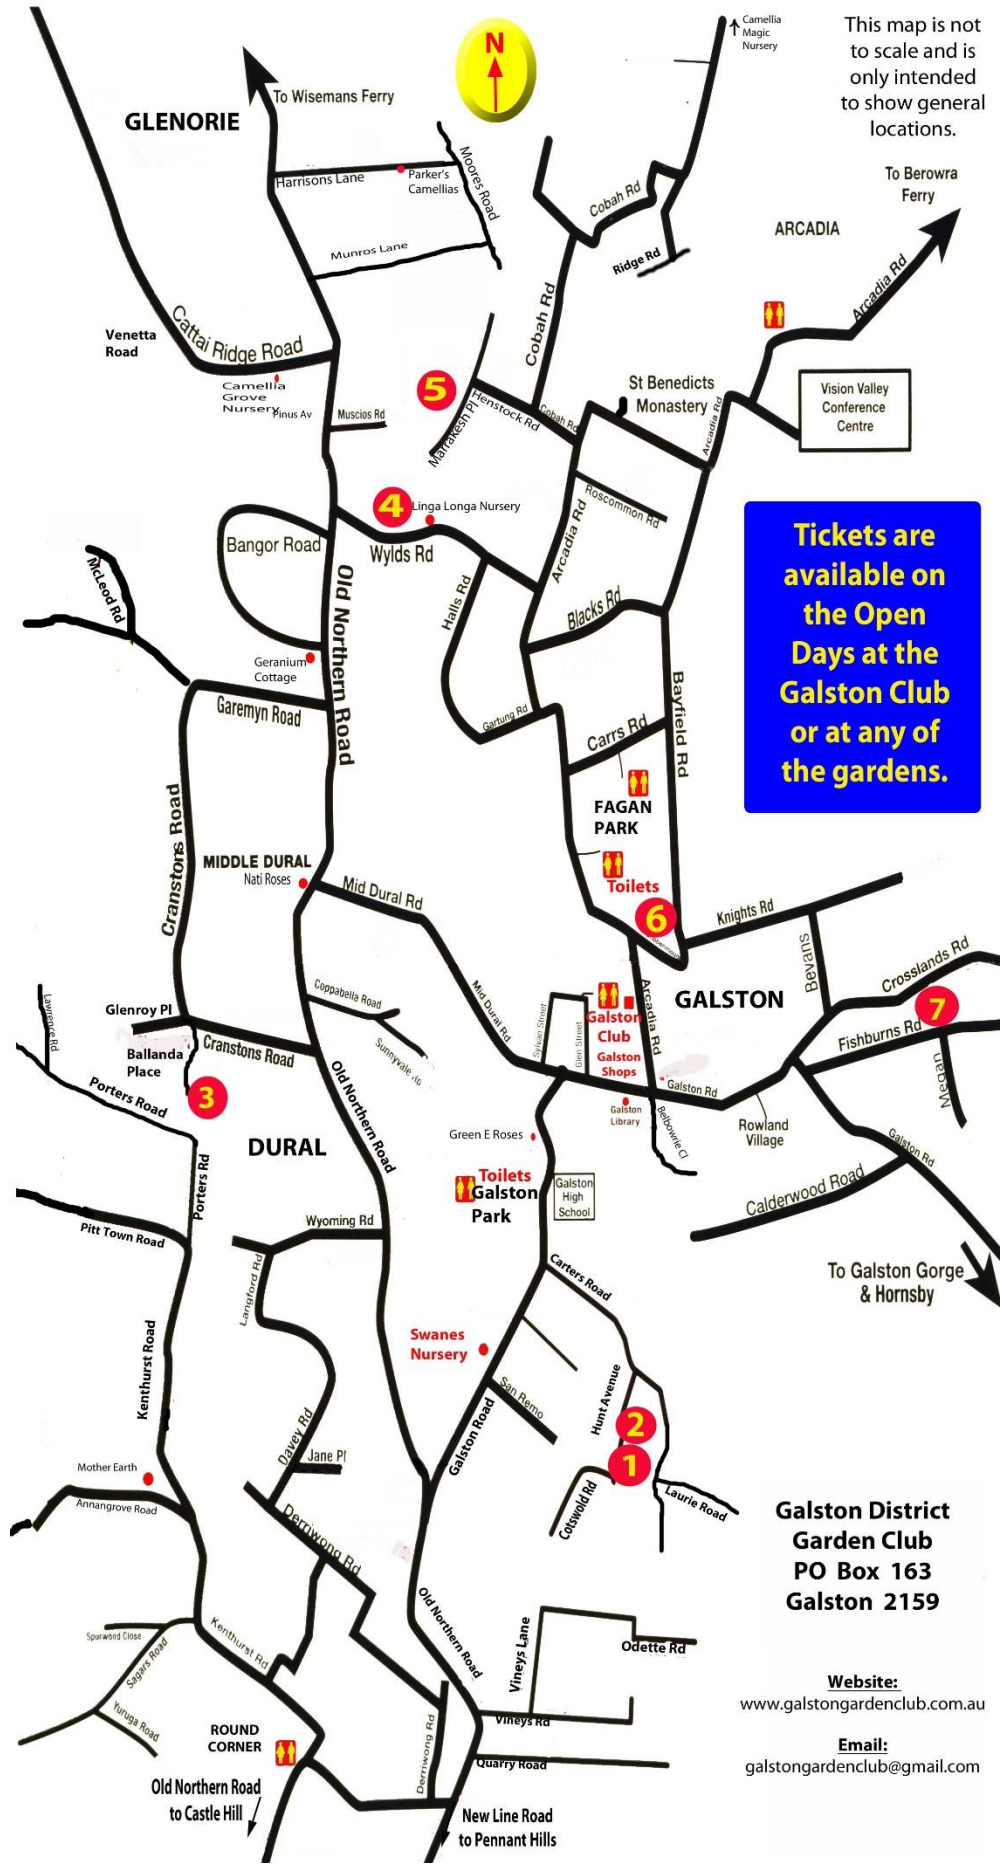 N
Camellia
Magic
Nursery
This map is not
to scale and is
only intended
to show general
locations.
To Wisemans Ferry
GLENORIE
Harrisons Lane
Parker's
Camellias
Moores Road
Munros Lane
Cobah Rd
Ridge Rd
To Berowra
Ferry
ARCADIA
Arcadia Rd
Cattai Ridge Road
Venetta
Road
Camellia
Grove
Nursery
Pinus Av
Muscios Rd
5
Marrakesh Pl
Henstock Rd
Cobah Rd
Cobah Rd
St Benedicts
Monastery
Arcadia Rd
Vision Valley
Conference
Centre
4
Linga Longa Nursery
Wylds Rd
Roscommon Rd
Arcadia Rd
Bangor Road
Old Northern Road
McLeod Rd
Halls Rd
Blacks Rd
Geranium
Cottage
Garemyn Road
Gartung Rd
Carrs Rd
Bayfield Rd
Tickets are
available on
the Open
Days at the
Galston Club
or at any of
the gardens.
FAGAN
PARK
Toilets
6
Cranstons Road
MIDDLE DURAL
Nati Roses
Mid Dural Rd
Knights Rd
Bevans
Crosslands Rd
7
Fishburns Rd
Megan
GALSTON
Arcadia Rd
Galston
Club
Galston
Shops
Sylvan Street
Glen Street
Mid Dural Rd
Coppabella Road
Sunnyvale Rd
Lawrence Rd
Glenroy Pl
Ballanda
Place
Cranstons Road
3
Porters Road
Old Northern Road
Galston Rd
Galston
Library
Belbowrie Cl
Rowland
Village
Green E Roses
DURAL
Porters Rd
Toilets
Galston
Park
Galston
High
School
Galston Rd
Calderwood Road
To Galston Gorge
& Hornsby
Pitt Town Road
Wyoming Rd
Langford Rd
Carters Road
Kenthurst Road
Swanes
Nursery
San Remo
Hunt Avenue
2
1
Galston Road
Davey Rd
Jane Pl
Mother Earth
Annangrove Road
Cotswold Rd
Laurie Road
Derriwong Rd
Galston District
Garden Club
PO Box 163
Galston 2159
Old Northern Road
Vineys Lane
Odette Rd
Spurwood Close
Sagars Road
Kenthurst Rd
Yuruga Road
Website:
www.galstongardenclub.com.au
Email:
galstongardenclub@gmail.com
ROUND
CORNER
Derriwong Rd
Vineys Rd
Quarry Road
Old Northern Road
to Castle Hill
New Line Road
to Pennant Hills